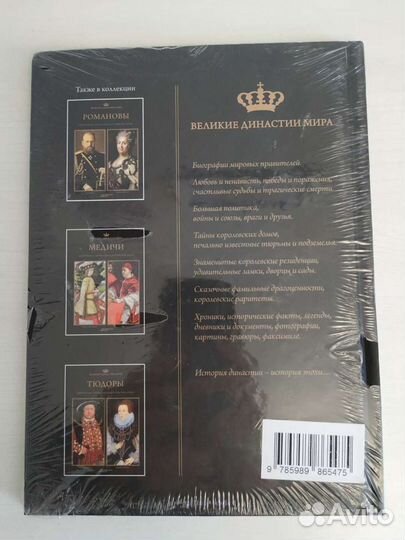 Также в коллекции
РОМАНОВЫ
МЕДИЧИ
ТЮДОРЫ
ВЕЛИКИЕ ДИНАСТИИ МИРА
Биографии мировых правителей.
Любовь и ненависть, победы и поражения,
счастливые судьбы и трагические смерти.
Большая политика,
войны и союзы, враги и друзья.
Тайны королевских домов,
печально известные тюрьмы и подземелья.
Знаменитые королевские резиденции,
удивительные замки, дворцы и сады.
Сказочные фамильные драгоценности,
королевские раритеты.
Хроники, исторические факты, легенды,
дневники и документы, фотографии,
картины, гравюры, факсимиле.
История династии – история эпохи...
9 785989 865475
Avito